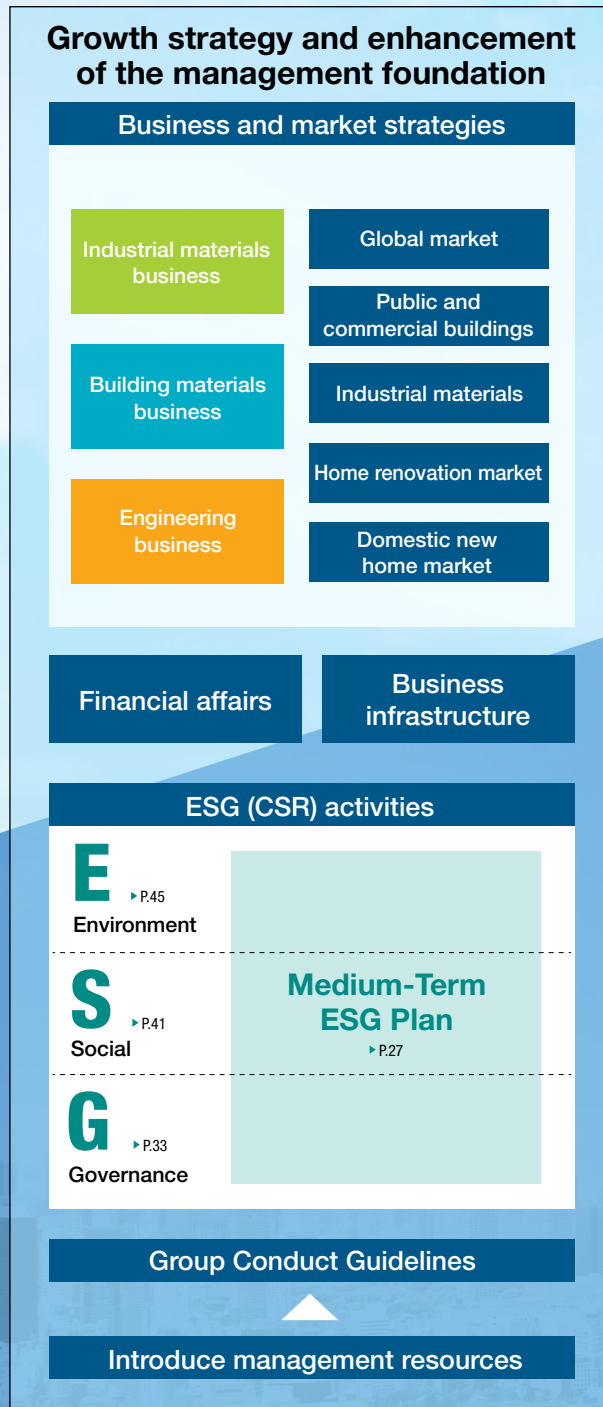 Growth strategy and enhancement
of the management foundation
Business and market strategies
Industrial materials
business
Building materials
business
Engineering
business
Global market
Public and
commercial buildings
Industrial materials
Home renovation market
Domestic new
home market
Financial affairs
Business
infrastructure
ESG (CSR) activities
E ▶ P.45
Environment
S ▶ P.41
Social
G ▶ P.33
Governance
Medium-Term
ESG Plan
▶ P.27
Group Conduct Guidelines
Introduce management resources